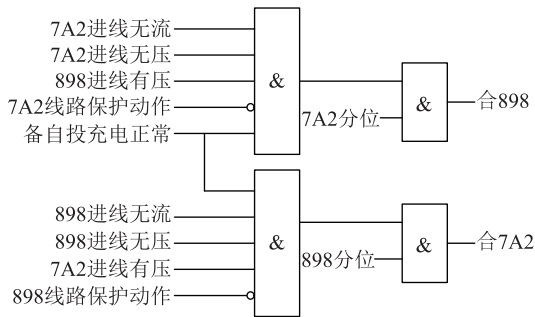 7A2进线无流
7A2进线无压
898进线有压
7A2线路保护动作
备自投充电正常
&
7A2分位
&
合898
898进线无流
898进线无压
7A2进线有压
898线路保护动作
&
898分位
&
合7A2